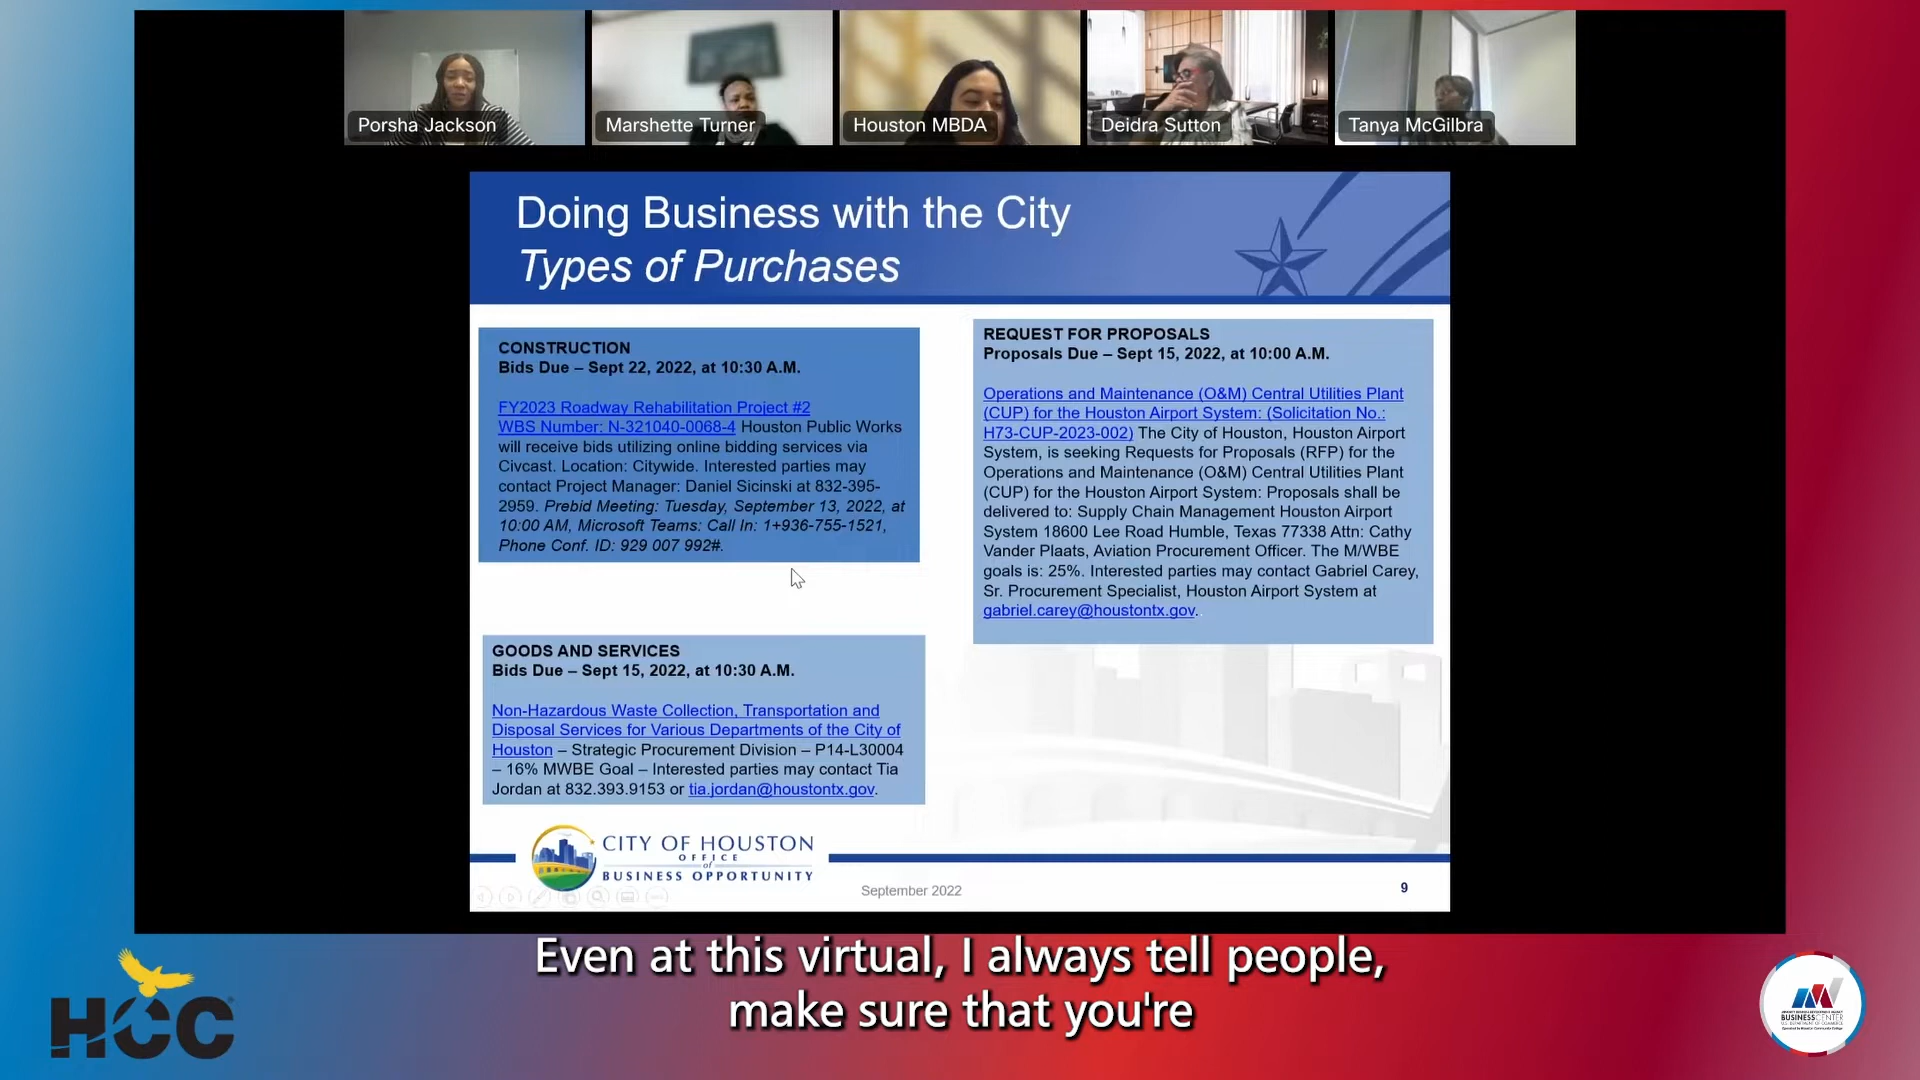 Porsha Jackson
Marshette Turner
Houston MBDA
Deidra Sutton
Tanya McGilbra
Doing Business with the City
Types of Purchases
CONSTRUCTION
Bids Due – Sept 22, 2022, at 10:30 A.M.
FY2023 Roadway Rehabilitation Project #2
WBS Number: N-321040-0068-4 Houston Public Works
will receive bids utilizing online bidding services via
Civcast. Location: Citywide. Interested parties may
contact Project Manager: Daniel Sicinski at 832-395-
2959. Prebid Meeting: Tuesday, September 13, 2022, at
10:00 AM, Microsoft Teams: Call In: 1+936-755-1521,
Phone Conf. ID: 929 007 992#.
GOODS AND SERVICES
Bids Due – Sept 15, 2022, at 10:30 A.M.
Non-Hazardous Waste Collection, Transportation and
Disposal Services for Various Departments of the City of
Houston – Strategic Procurement Division – P14-L30004
– 16% MWBE Goal – Interested parties may contact Tia
Jordan at 832.393.9153 or tia.jordan@houstontx.gov.
REQUEST FOR PROPOSALS
Proposals Due – Sept 15, 2022, at 10:00 A.M.
Operations and Maintenance (O&M) Central Utilities Plant
(CUP) for the Houston Airport System: (Solicitation No.:
H73-CUP-2023-002) The City of Houston, Houston Airport
System, is seeking Requests for Proposals (RFP) for the
Operations and Maintenance (O&M) Central Utilities Plant
(CUP) for the Houston Airport System: Proposals shall be
delivered to: Supply Chain Management Houston Airport
System 18600 Lee Road Humble, Texas 77338 Attn: Cathy
Vander Plaats, Aviation Procurement Officer. The M/WBE
goals is: 25%. Interested parties may contact Gabriel Carey,
Sr. Procurement Specialist, Houston Airport System at
gabriel.carey@houstontx.gov.
CITY OF HOUSTON
OFFICE
of
BUSINESS OPPORTUNITY
September 2022
9
Even at this virtual, I always tell people,
make sure that you're
HCC
BUSINESS CENTER